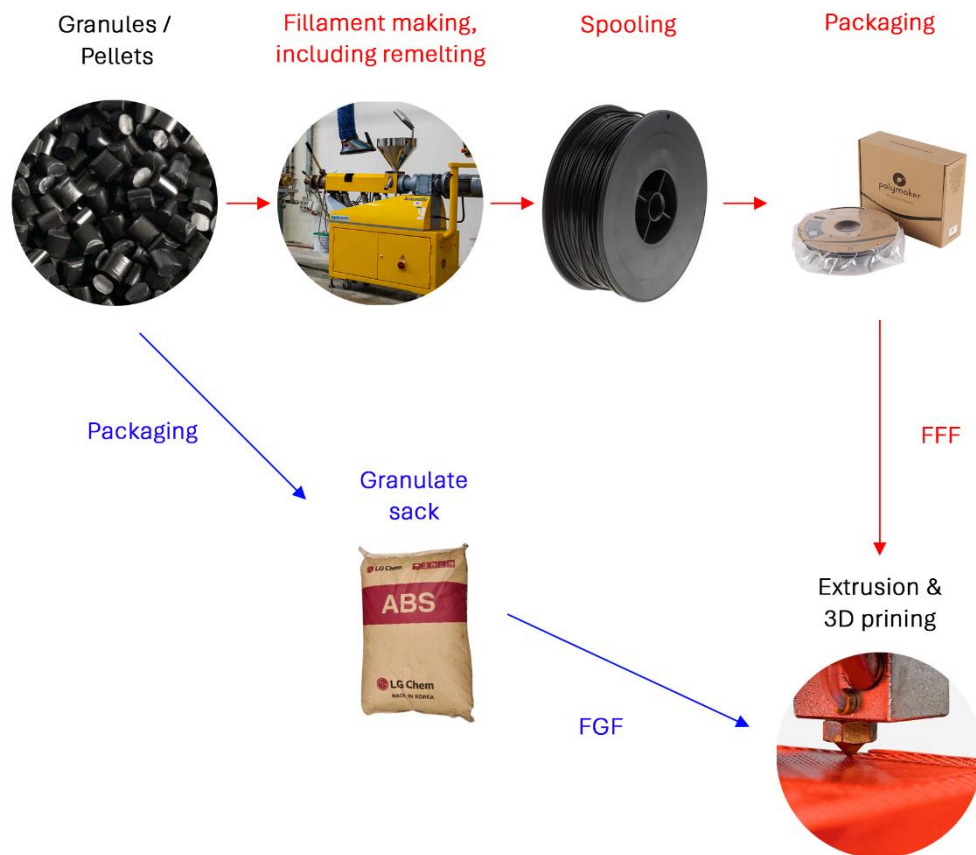 Granules /
Pellets
Fillament making,
including remelting
Spooling
Packaging
polymaker
Packaging
FFF
Granulate
sack
LG Chem
ABS
LG Chem
MADE IN KOREA
Extrusion &
3D prining
FGF